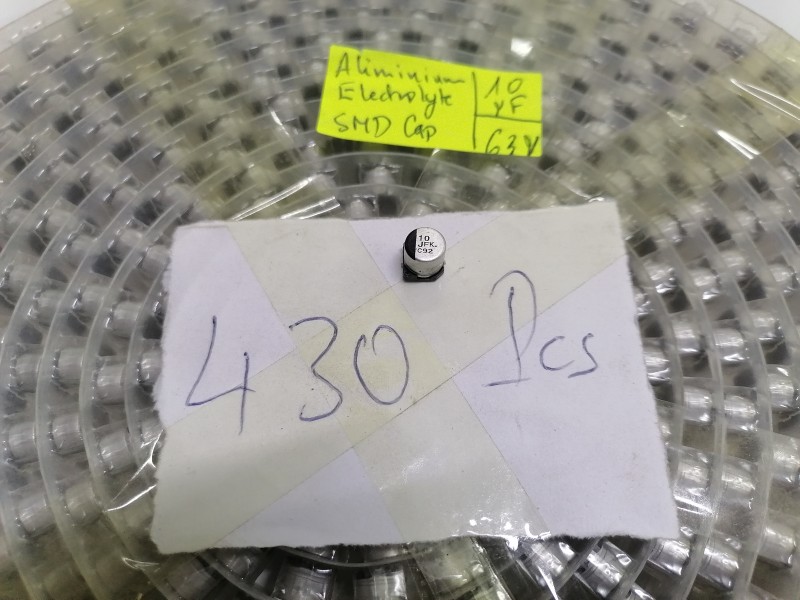 Aliminium
Electrolyte
SMD Cap
10
μF
63V
10
JFK.
C92
430 Pcs